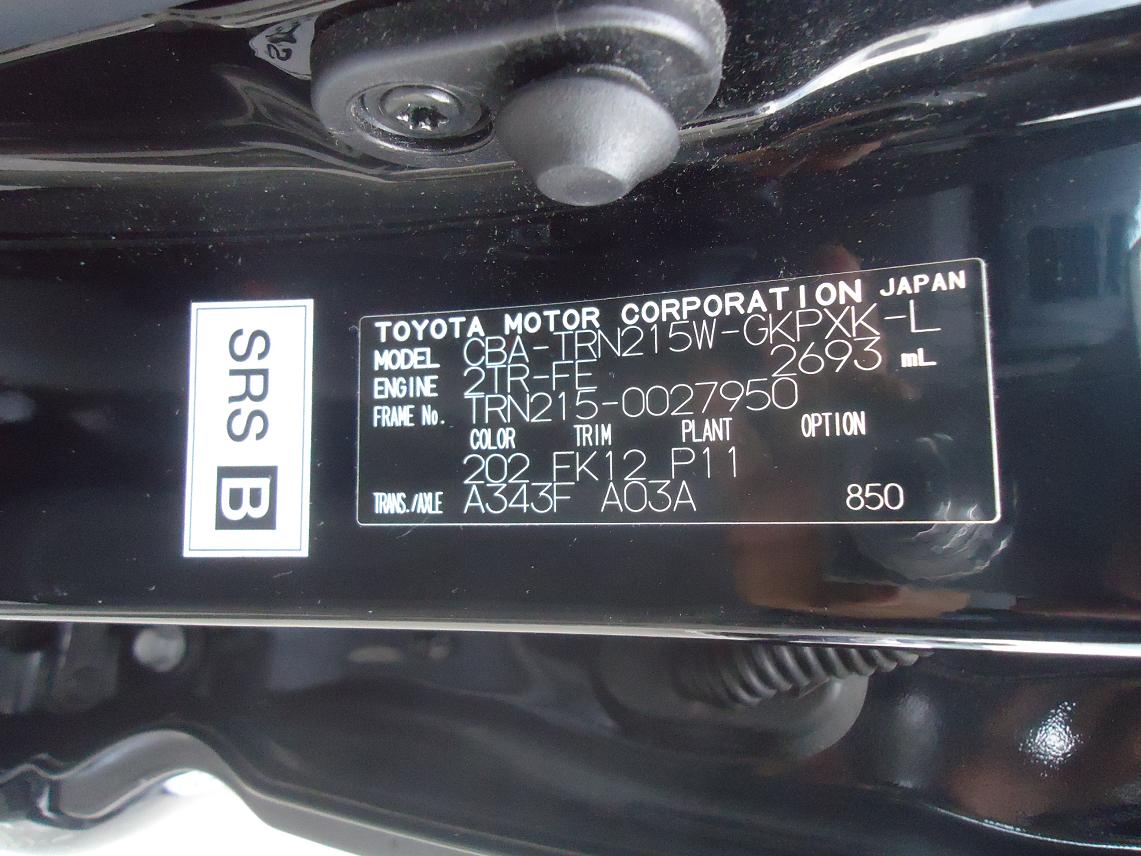 SRS B
TOYOTA MOTOR CORPORATION JAPAN
MODEL CBA-TRN215W-GKPXK-L
ENGINE 2TR-FE 2693 mL
FRAME No. TRN215-0027950
COLOR TRIM PLANT OPTION
202 FK12 P11
TRANS./AXLE A343F A03A 850